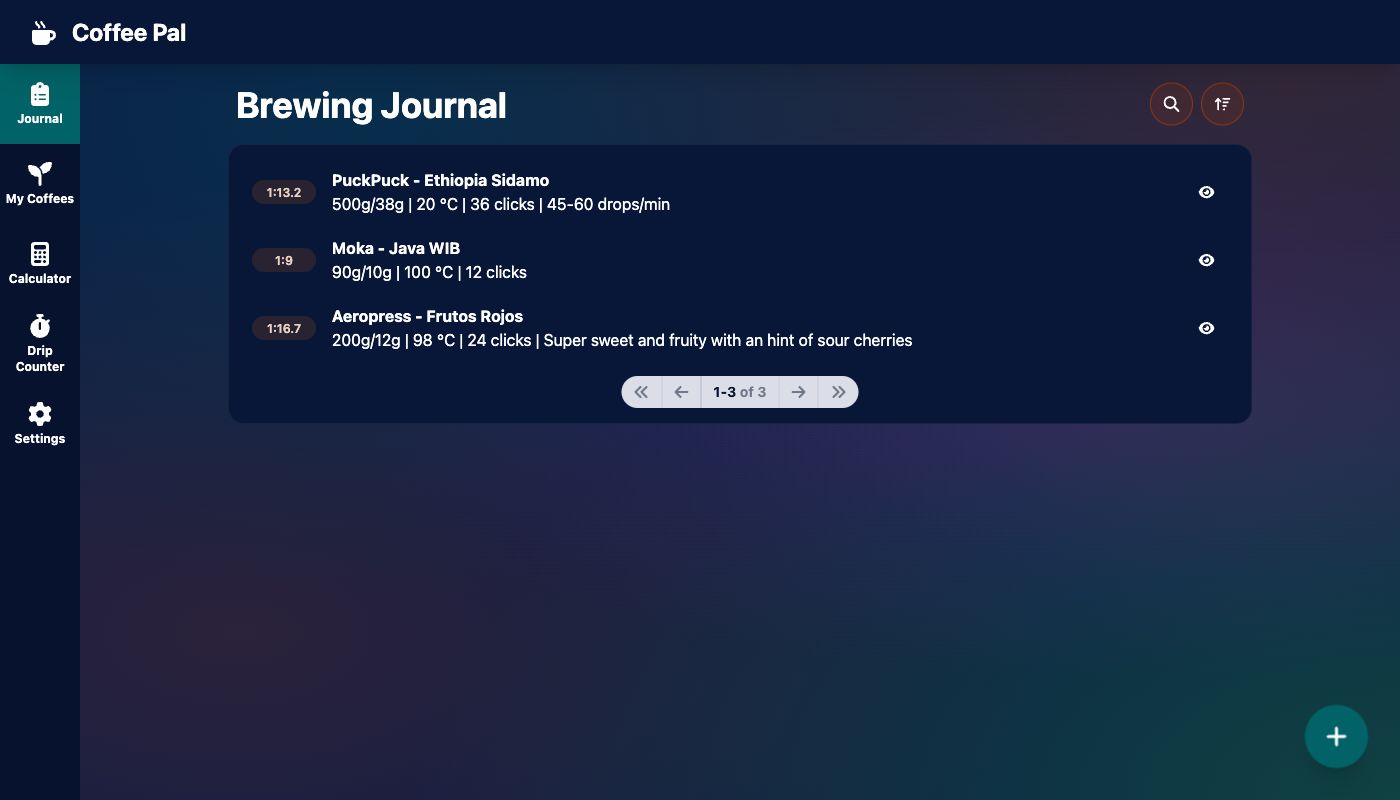 Coffee Pal
Journal
My Coffees
Calculator
Drip
Counter
Settings
Brewing Journal
1:13.2
PuckPuck - Ethiopia Sidamo
500g/38g | 20 °C | 36 clicks | 45-60 drops/min
1:9
Moka - Java WIB
90g/10g | 100 °C | 12 clicks
1:16.7
Aeropress - Frutos Rojos
200g/12g | 98 °C | 24 clicks | Super sweet and fruity with an hint of sour cherries
1-3 of 3